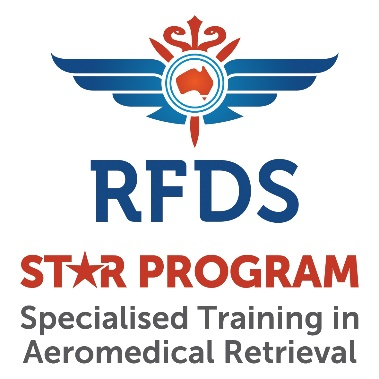 RFDS
STAR PROGRAM
Specialised Training in
Aeromedical Retrieval